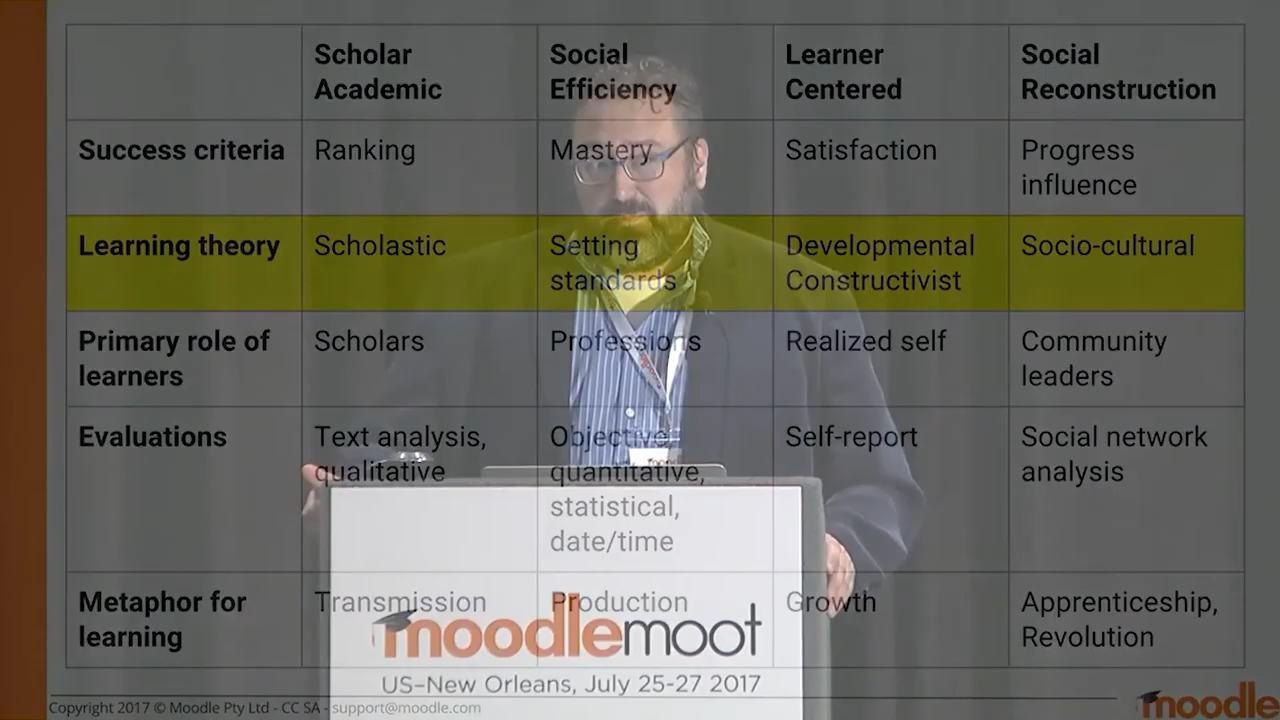 Scholar Academic
Social Efficiency
Learner Centered
Social Reconstruction
Success criteria
Ranking
Mastery
Satisfaction
Progress influence
Learning theory
Scholastic
Setting standards
Developmental Constructivist
Socio-cultural
Primary role of learners
Scholars
Professions
Realized self
Community leaders
Evaluations
Text analysis, qualitative
Objective, quantitative, statistical, date/time
Self-report
Social network analysis
Metaphor for learning
Transmission
Production
Growth
Apprenticeship, Revolution
moodlemoot
US–New Orleans, July 25-27 2017
Copyright 2017 © Moodle Pty Ltd - CC SA - support@moodle.com
moodle